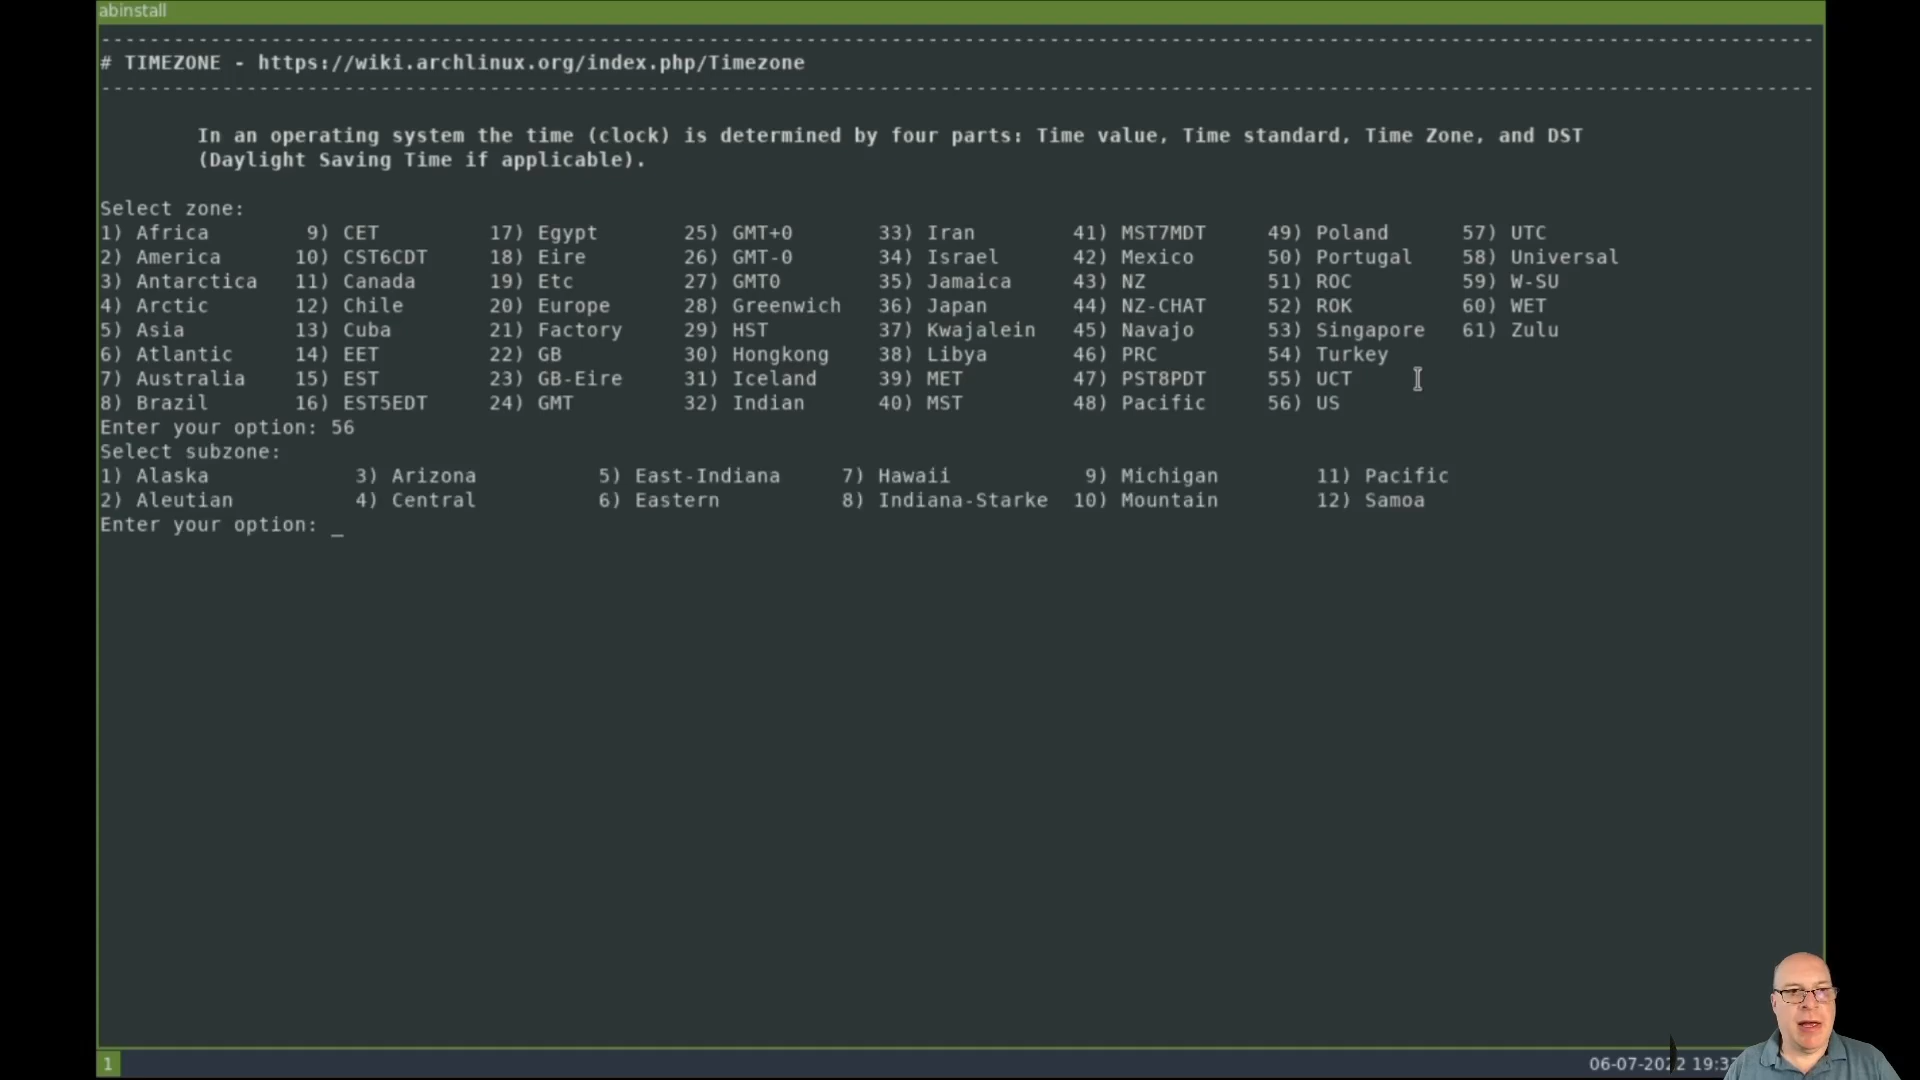 abinstall
# TIMEZONE - https://wiki.archlinux.org/index.php/Timezone
In an operating system the time (clock) is determined by four parts: Time value, Time standard, Time Zone, and DST
(Daylight Saving Time if applicable).
Select zone:
1) Africa 9) CET 17) Egypt 25) GMT+0 33) Iran 41) MST7MDT 49) Poland 57) UTC
2) America 10) CST6CDT 18) Eire 26) GMT-0 34) Israel 42) Mexico 50) Portugal 58) Universal
3) Antarctica 11) Canada 19) Etc 27) GMT0 35) Jamaica 43) NZ 51) ROC 59) W-SU
4) Arctic 12) Chile 20) Europe 28) Greenwich 36) Japan 44) NZ-CHAT 52) ROK 60) WET
5) Asia 13) Cuba 21) Factory 29) HST 37) Kwajalein 45) Navajo 53) Singapore 61) Zulu
6) Atlantic 14) EET 22) GB 30) Hongkong 38) Libya 46) PRC 54) Turkey
7) Australia 15) EST 23) GB-Eire 31) Iceland 39) MET 47) PST8PDT 55) UCT
8) Brazil 16) EST5EDT 24) GMT 32) Indian 40) MST 48) Pacific 56) US
Enter your option: 56
Select subzone:
1) Alaska 3) Arizona 5) East-Indiana 7) Hawaii 9) Michigan 11) Pacific
2) Aleutian 4) Central 6) Eastern 8) Indiana-Starke 10) Mountain 12) Samoa
Enter your option: _
1 06-07-2022